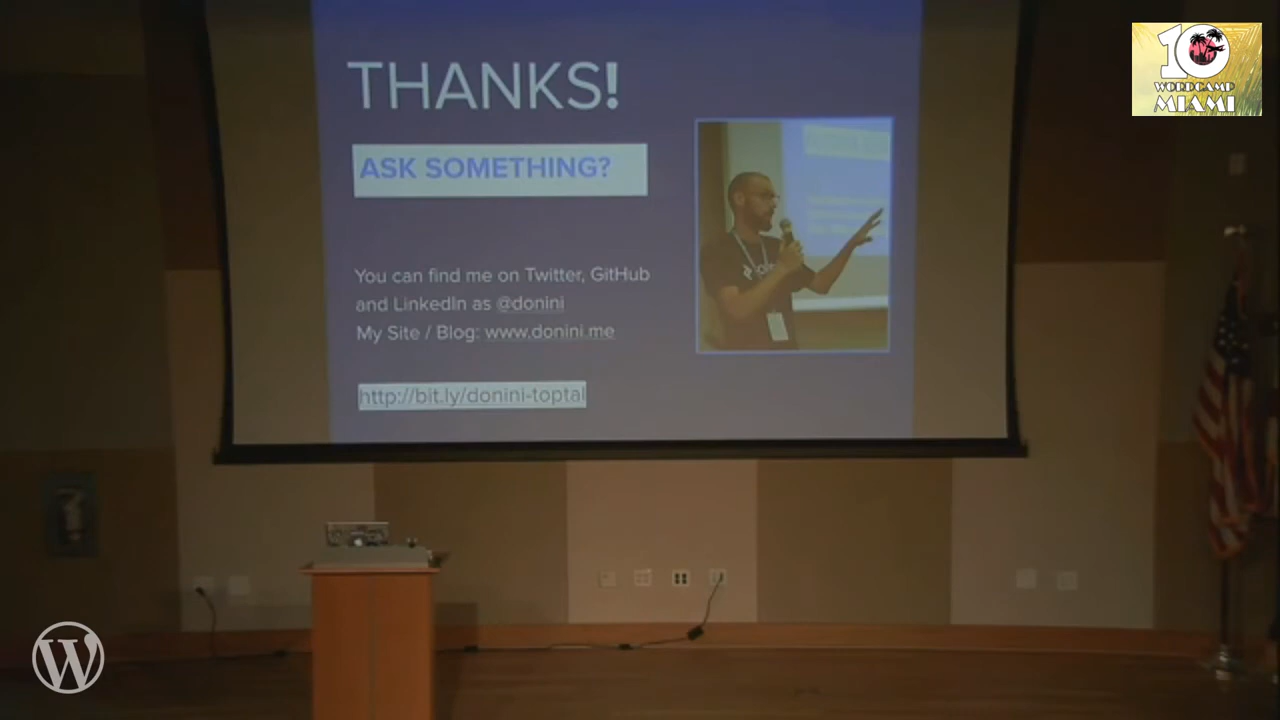 THANKS!
ASK SOMETHING?
You can find me on Twitter, GitHub
and LinkedIn as @donini
My Site / Blog: www.donini.me
http://bit.ly/donini-toptal
10
WORDCAMP
MIAMI